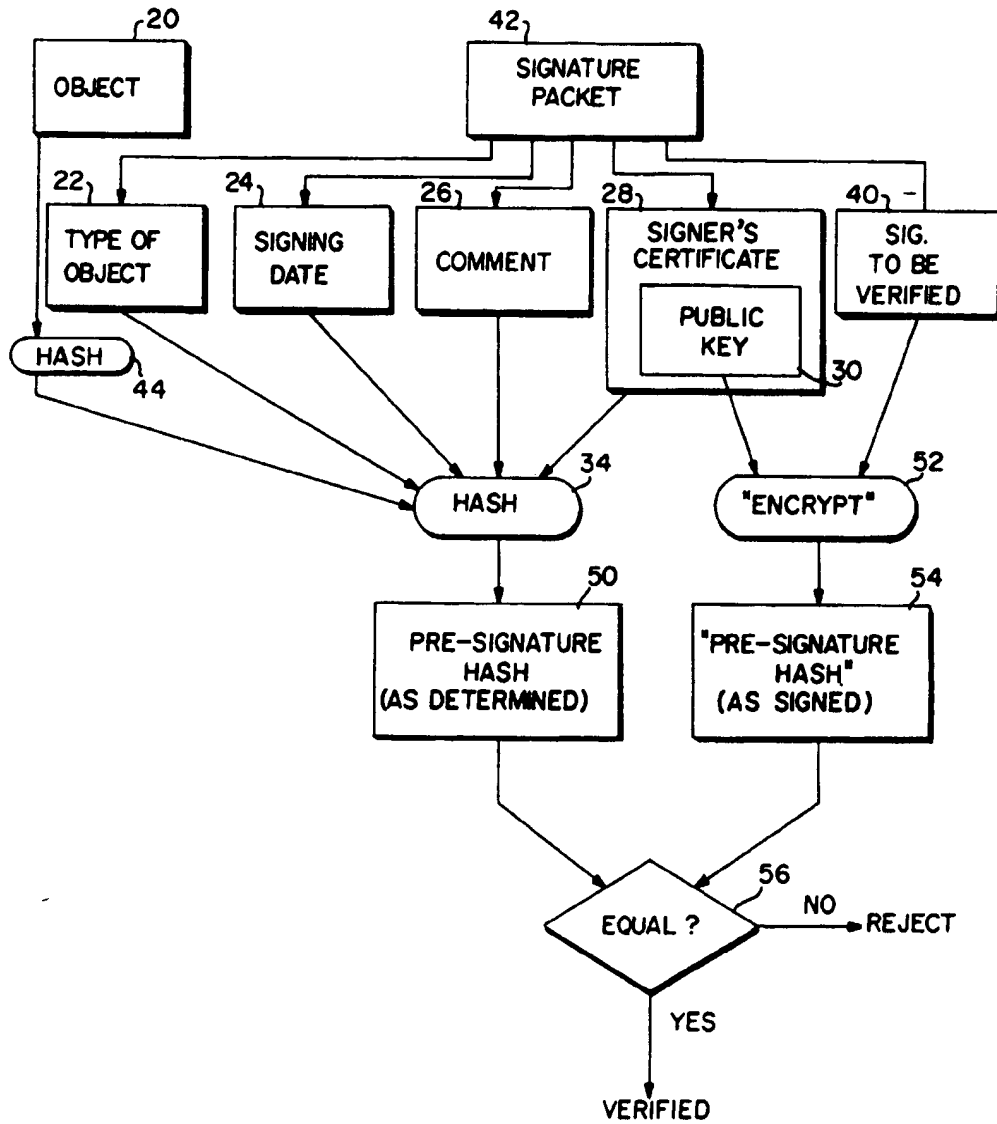 20
OBJECT
42
SIGNATURE
PACKET
22
TYPE OF
OBJECT
24
SIGNING
DATE
26
COMMENT
28
SIGNER'S
CERTIFICATE
PUBLIC
KEY
30
40
SIG.
TO BE
VERIFIED
HASH
44
HASH
34
"ENCRYPT"
52
50
PRE-SIGNATURE
HASH
(AS DETERMINED)
54
"PRE-SIGNATURE
HASH"
(AS SIGNED)
EQUAL ?
56
NO
REJECT
YES
VERIFIED